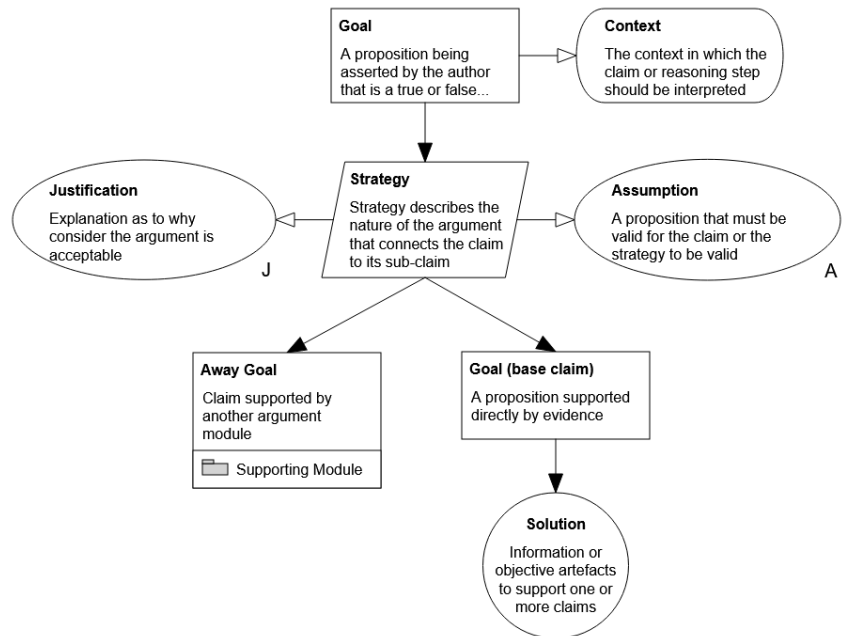 Goal
A proposition being
asserted by the author
that is a true or false...
Context
The context in which the
claim or reasoning step
should be interpreted
Justification
Explanation as to why
consider the argument is
acceptable
J
Strategy
Strategy describes the
nature of the argument
that connects the claim
to its sub-claim
Assumption
A proposition that must be
valid for the claim or the
strategy to be valid
A
Away Goal
Claim supported by
another argument
module
Supporting Module
Goal (base claim)
A proposition supported
directly by evidence
Solution
Information or
objective artefacts
to support one or
more claims